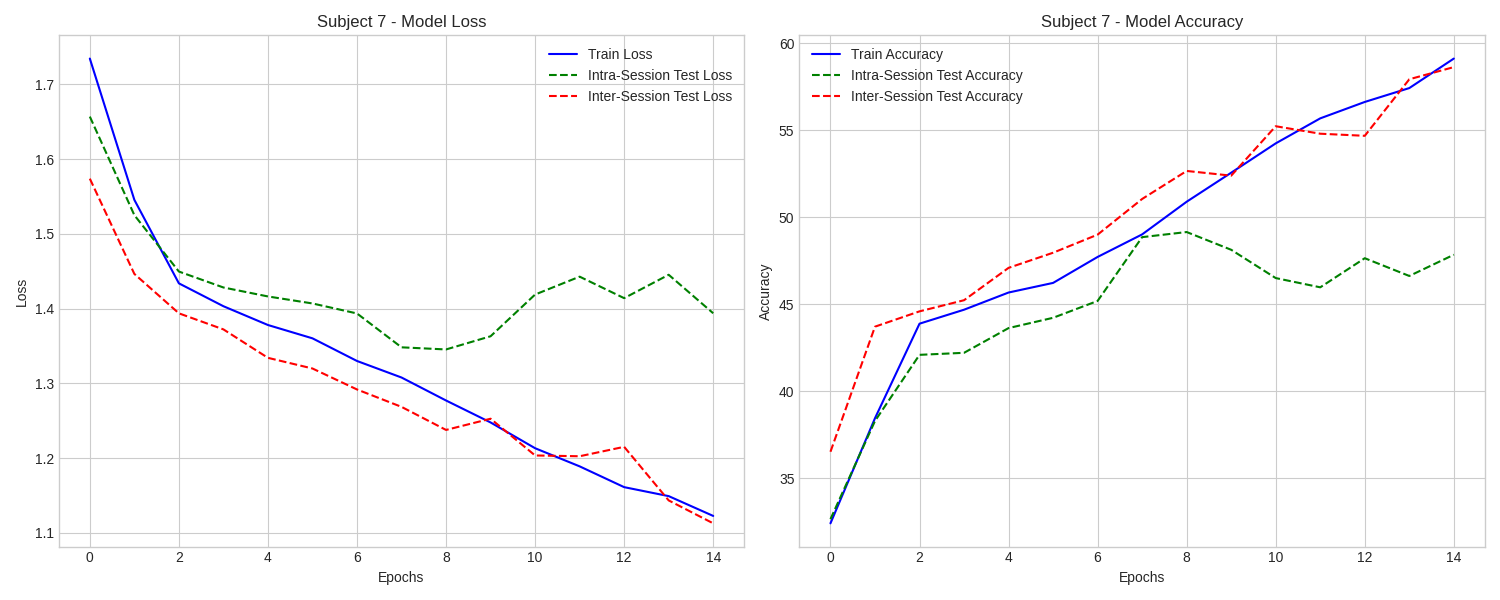 Subject 7 - Model Loss
Train Loss
Intra-Session Test Loss
Inter-Session Test Loss
1.7
1.6
1.5
1.4
1.3
1.2
1.1
Loss
0 2 4 6 8 10 12 14
Epochs
Subject 7 - Model Accuracy
Train Accuracy
Intra-Session Test Accuracy
Inter-Session Test Accuracy
60
55
50
45
40
35
Accuracy
0 2 4 6 8 10 12 14
Epochs